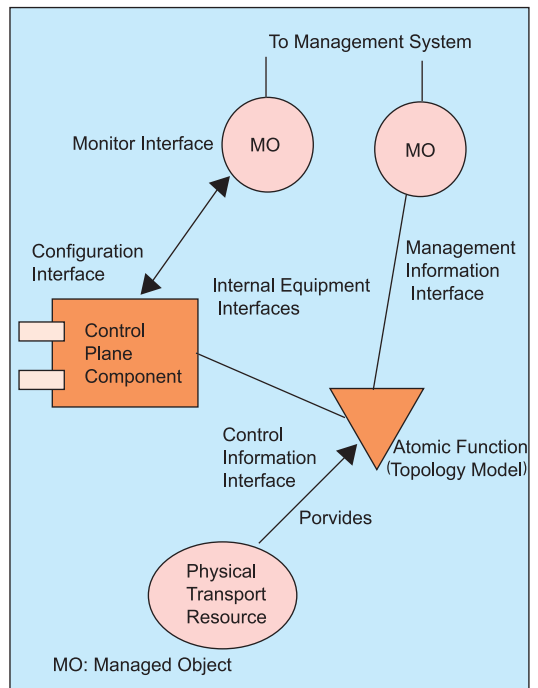 To Management System
MO
MO
Monitor Interface
Configuration
Interface
Management
Information
Interface
Internal Equipment
Interfaces
Control
Plane
Component
Control
Information
Interface
Atomic Function
(Topology Model)
Porvides
Physical
Transport
Resource
MO: Managed Object